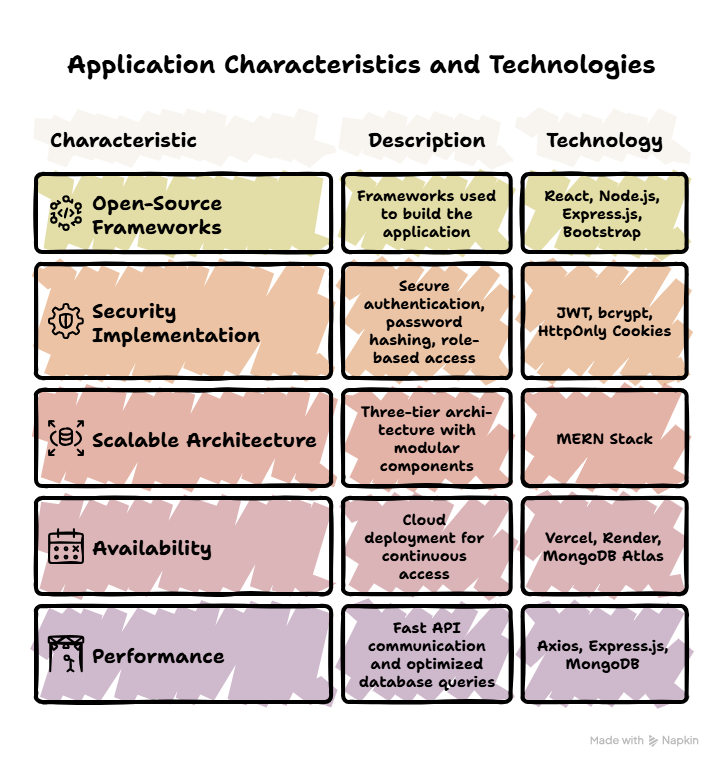 Application Characteristics and Technologies
Characteristic
Description
Technology
Open-Source
Frameworks
Frameworks used
to build the
application
React, Node.js,
Express.js,
Bootstrap
Security
Implementation
Secure
authentication,
password
hashing, role-
based access
JWT, bcrypt,
HttpOnly Cookies
Scalable Architecture
Three-tier archi-
tecture with
modular
components
MERN Stack
Availability
Cloud
deployment for
continuous
access
Vercel, Render,
MongoDB Atlas
Performance
Fast API
communication
and optimized
database queries
Axios, Express.js,
MongoDB
Made with Napkin